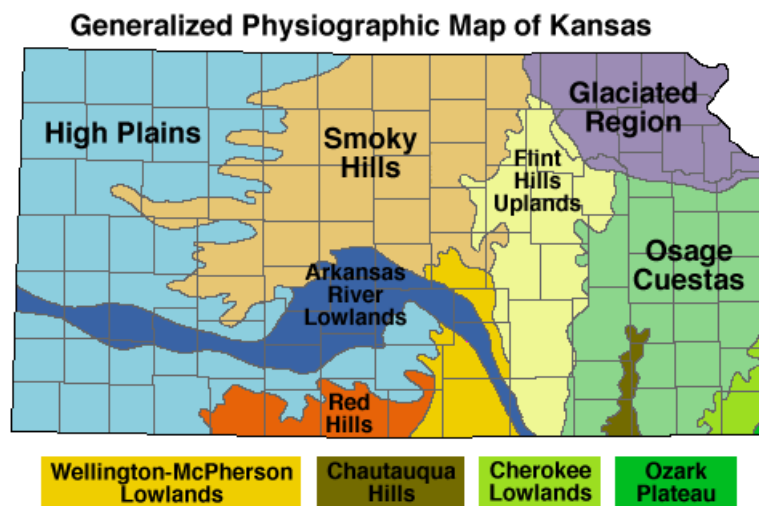 Generalized Physiographic Map of Kansas
High Plains
Smoky
Hills
Glaciated
Region
Flint
Hills
Uplands
Osage
Cuestas
Arkansas
River
Lowlands
Red
Hills
Wellington-McPherson
Lowlands
Chautauqua
Hills
Cherokee
Lowlands
Ozark
Plateau